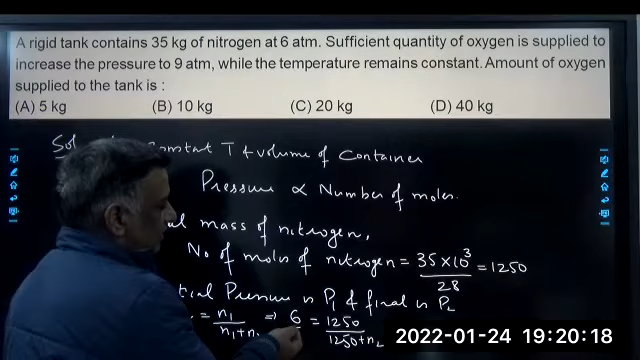 A rigid tank contains 35 kg of nitrogen at 6 atm. Sufficient quantity of oxygen is supplied to
increase the pressure to 9 atm, while the temperature remains constant. Amount of oxygen
supplied to the tank is :
(A) 5 kg (B) 10 kg (C) 20 kg (D) 40 kg
Sol T & volume of Container
Pressure ∝ Number of moles.
mass of nitrogen,
No of moles of nitrogen = 35 × 10³ / 28 = 1250
Pressure is P₁ & final is P₂
= n₁ / n₁+n ⇒ 6 = 1250 / 1250+n₂
2022-01-24 19:20:18